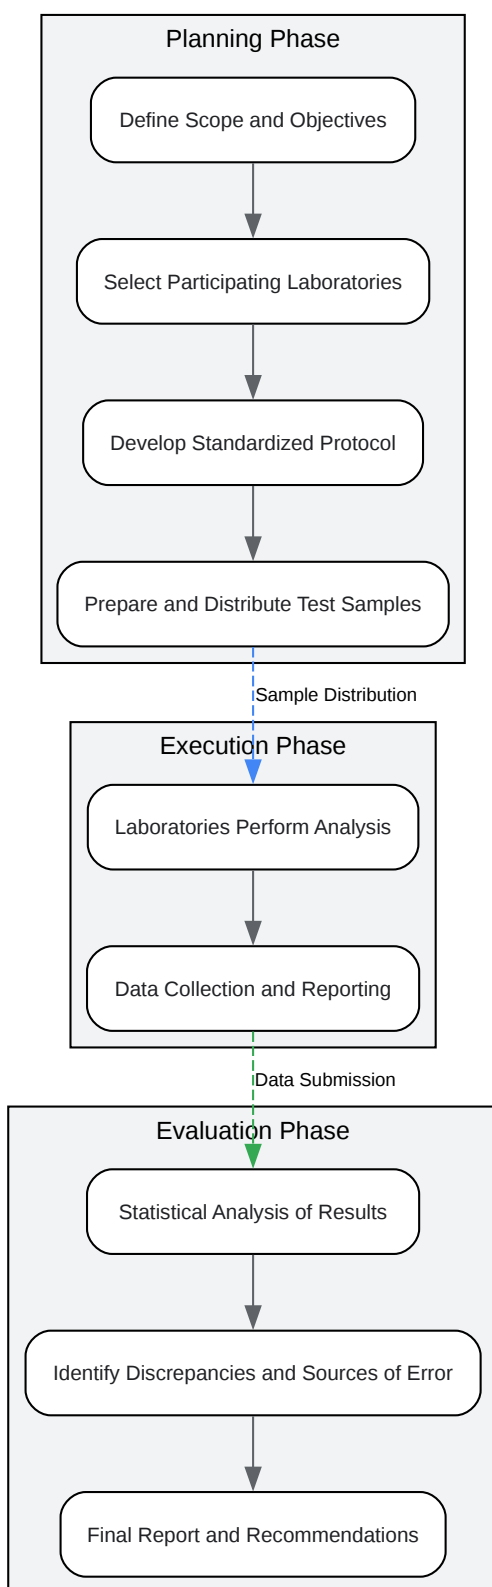 Planning Phase
Define Scope and Objectives
Select Participating Laboratories
Develop Standardized Protocol
Prepare and Distribute Test Samples
Sample Distribution
Execution Phase
Laboratories Perform Analysis
Data Collection and Reporting
Data Submission
Evaluation Phase
Statistical Analysis of Results
Identify Discrepancies and Sources of Error
Final Report and Recommendations